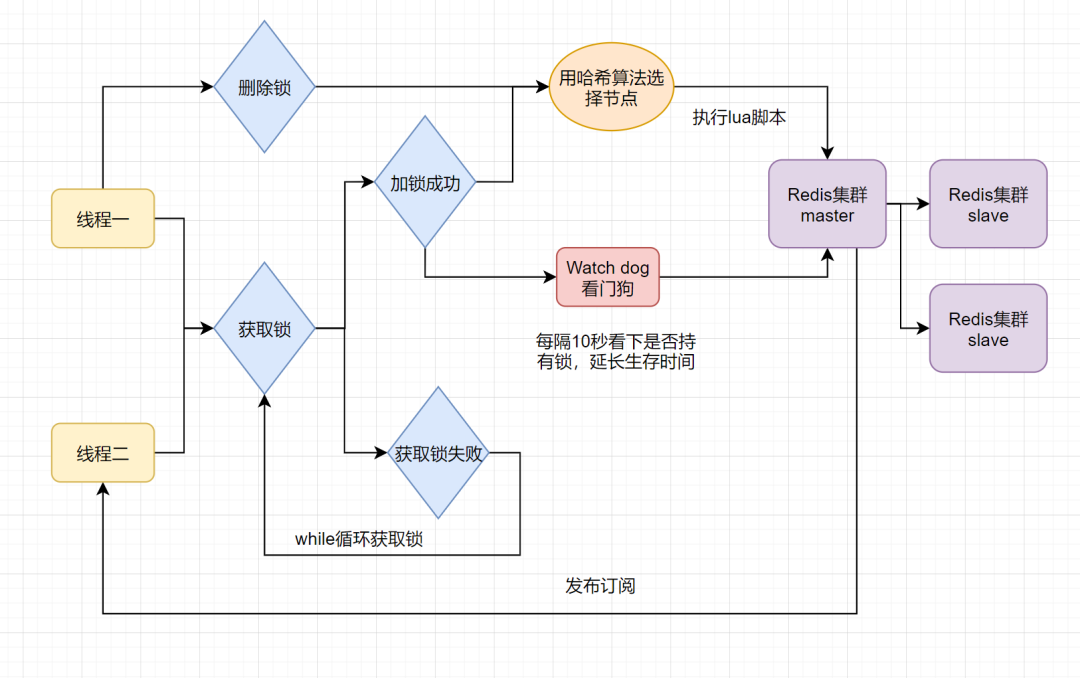 删除锁
用哈希算法选
择节点
执行lua脚本
加锁成功
线程一
Redis集群
master
Redis集群
slave
Watch dog
看门狗
获取锁
每隔10秒看下是否持
有锁，延长生存时间
Redis集群
slave
线程二
获取锁失败
while循环获取锁
发布订阅